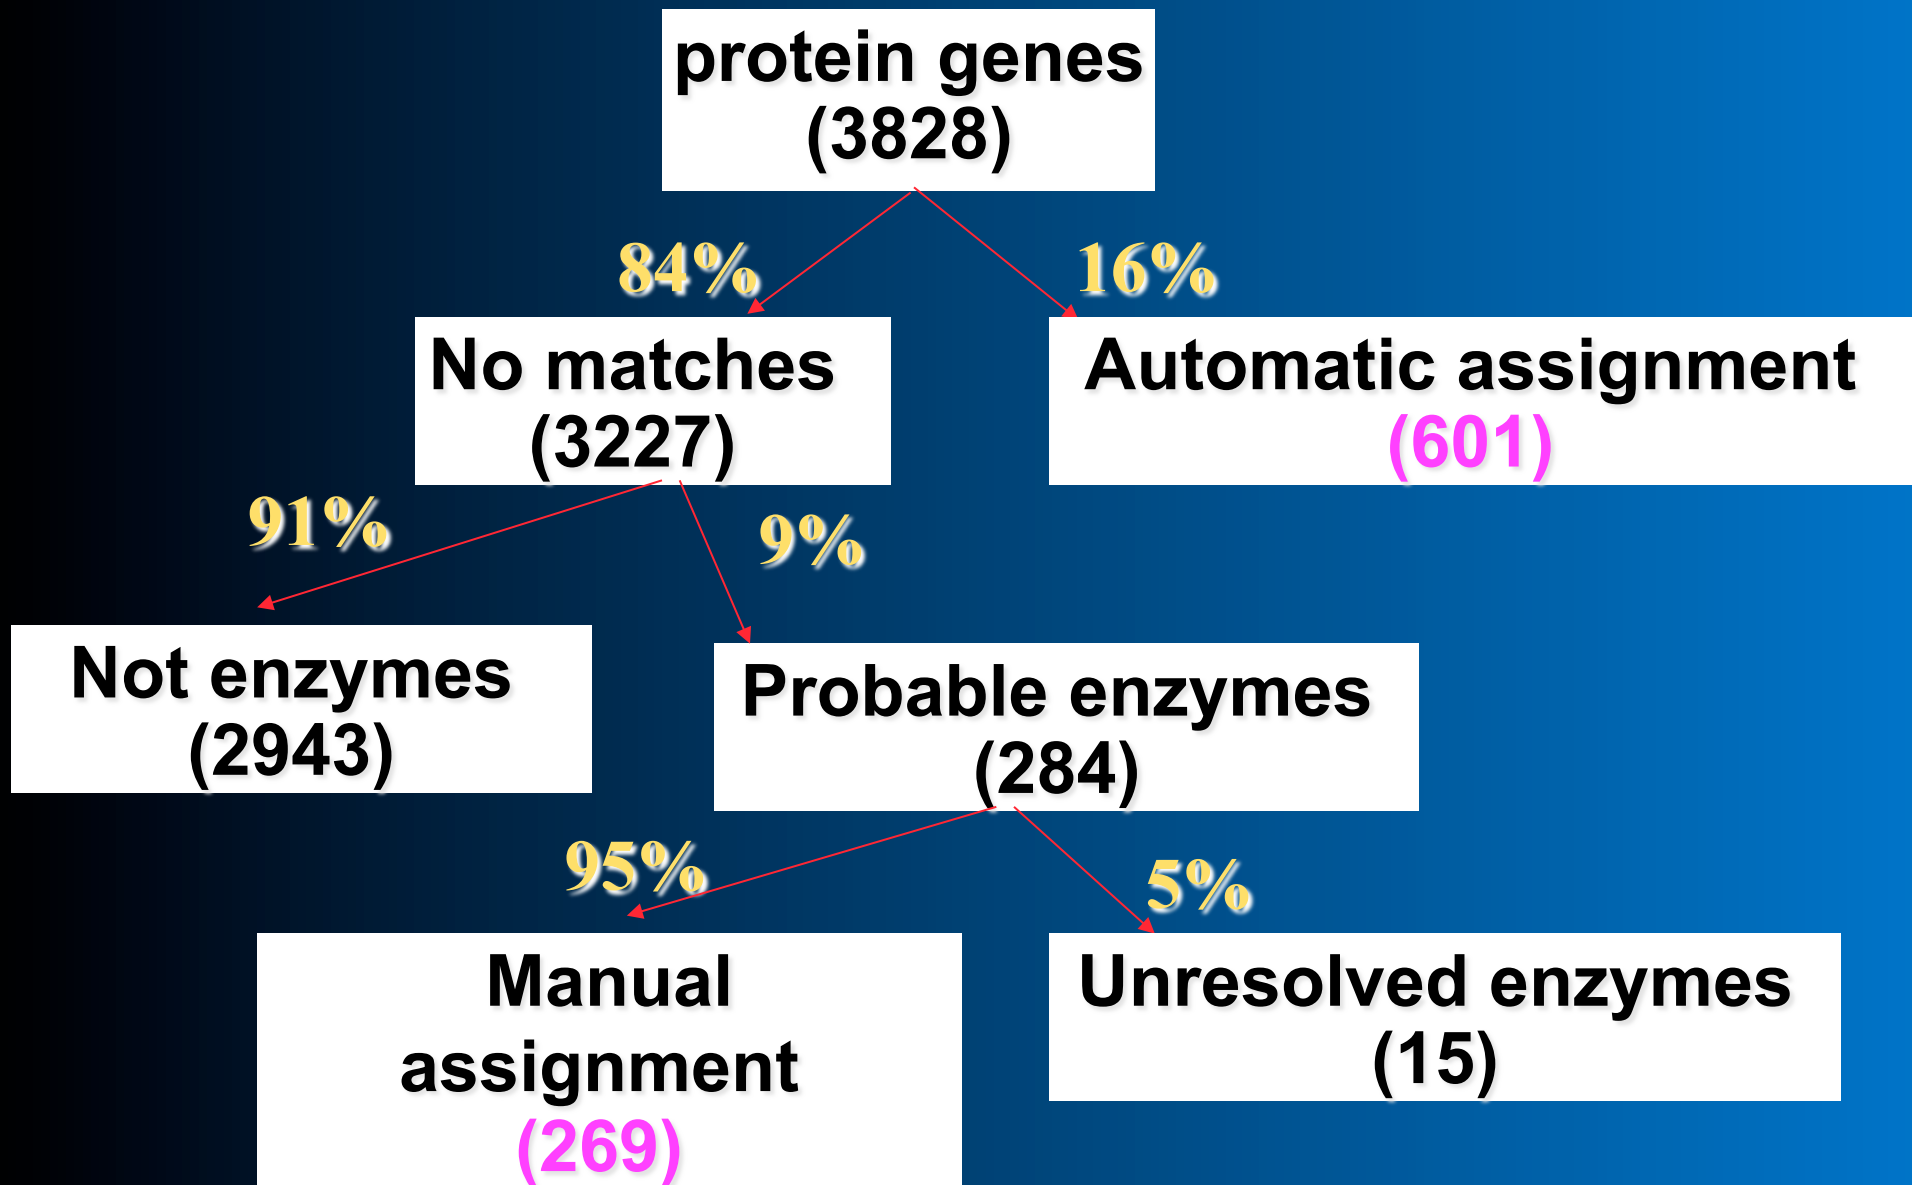 protein genes
(3828)
84%
16%
No matches
(3227)
Automatic assignment
(601)
91%
9%
Not enzymes
(2943)
Probable enzymes
(284)
95%
5%
Manual
assignment
(269)
Unresolved enzymes
(15)